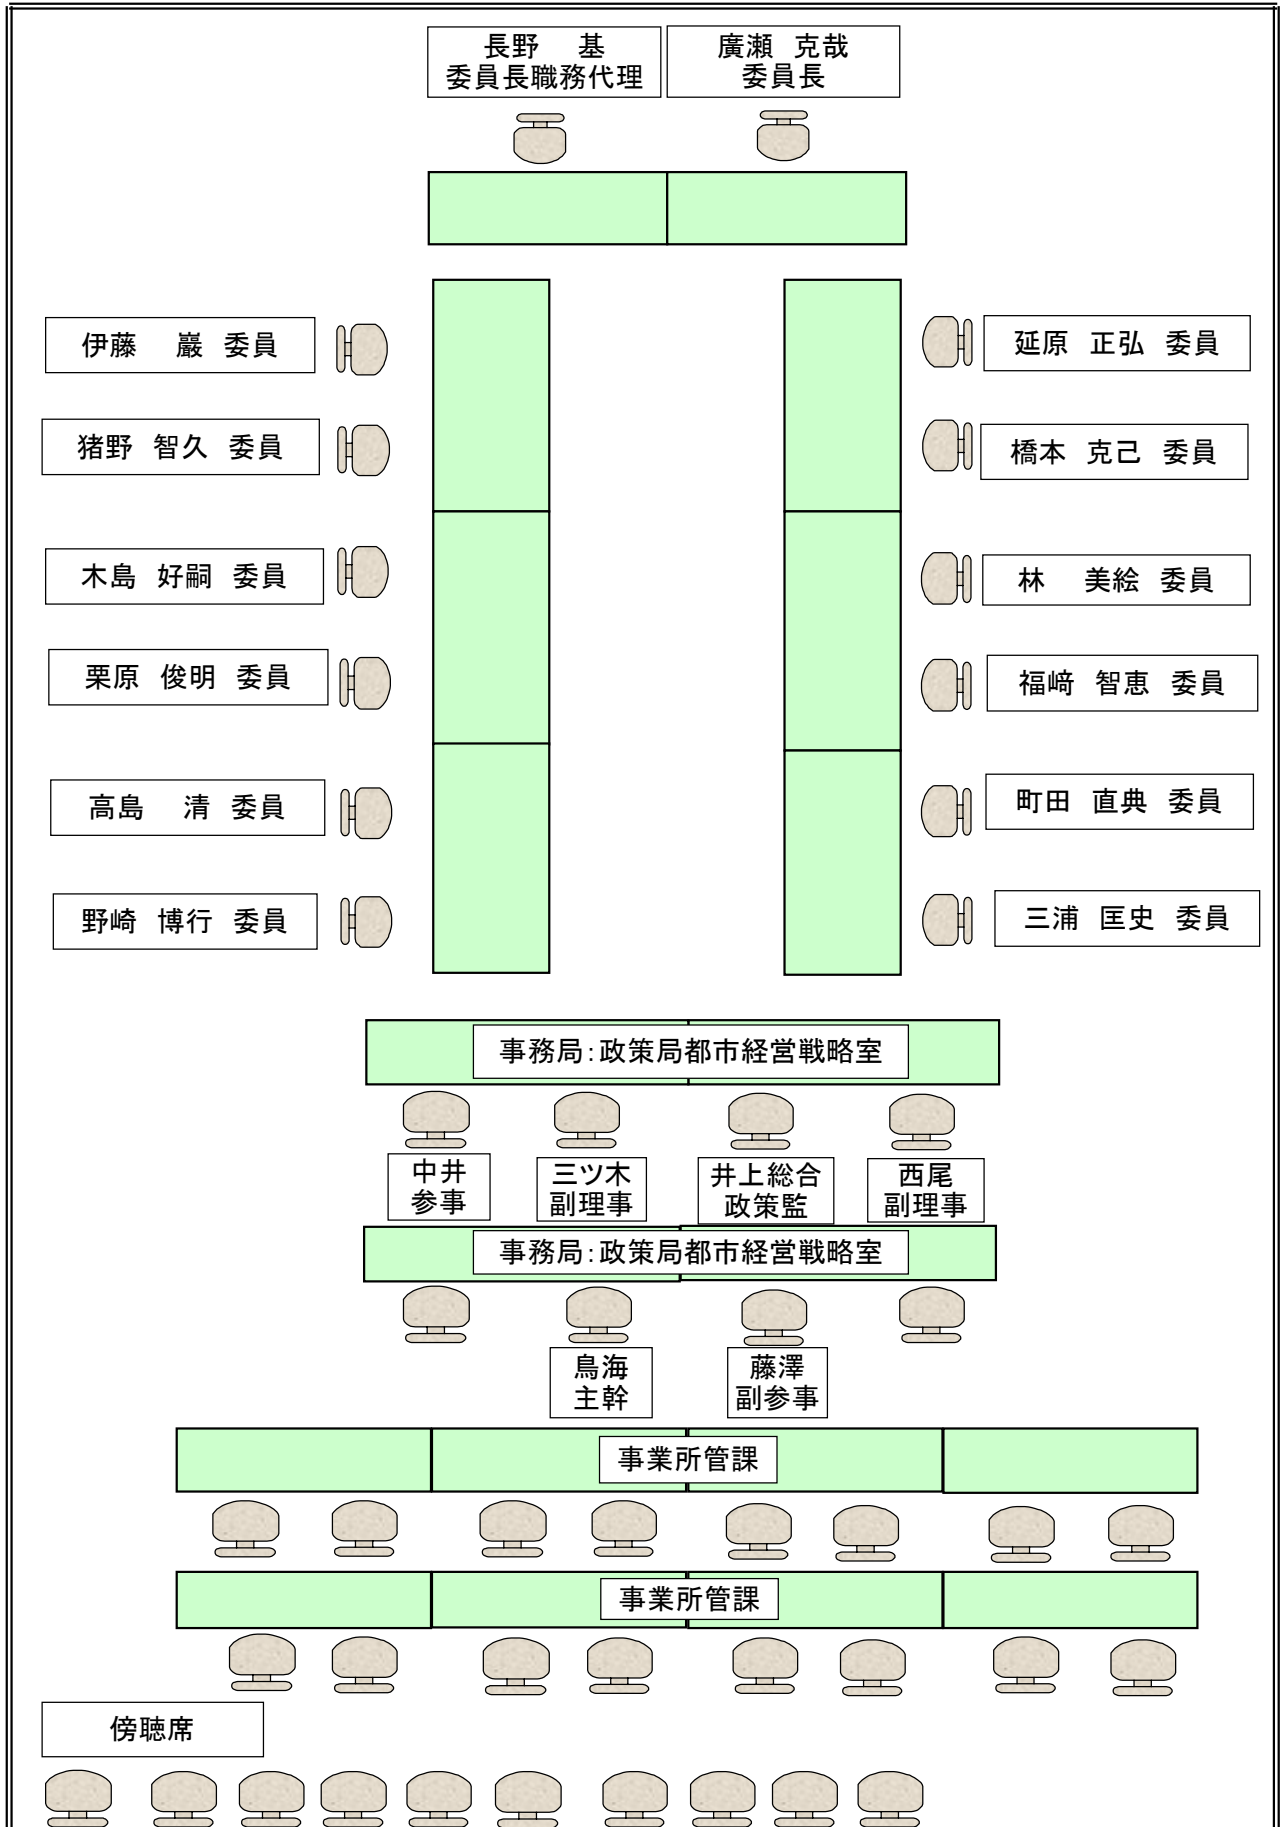 長野　基
委員長職務代理
廣瀬 克哉
委員長
伊藤　巌 委員
延原 正弘 委員
猪野 智久 委員
橋本 克己 委員
木島 好嗣 委員
林　美絵 委員
栗原 俊明 委員
福﨑 智恵 委員
高島　清 委員
町田 直典 委員
野崎 博行 委員
三浦 匡史 委員
事務局:政策局都市経営戦略室
中井
参事
三ツ木
副理事
井上総合
政策監
西尾
副理事
事務局:政策局都市経営戦略室
鳥海
主幹
藤澤
副参事
事業所管課
事業所管課
傍聴席